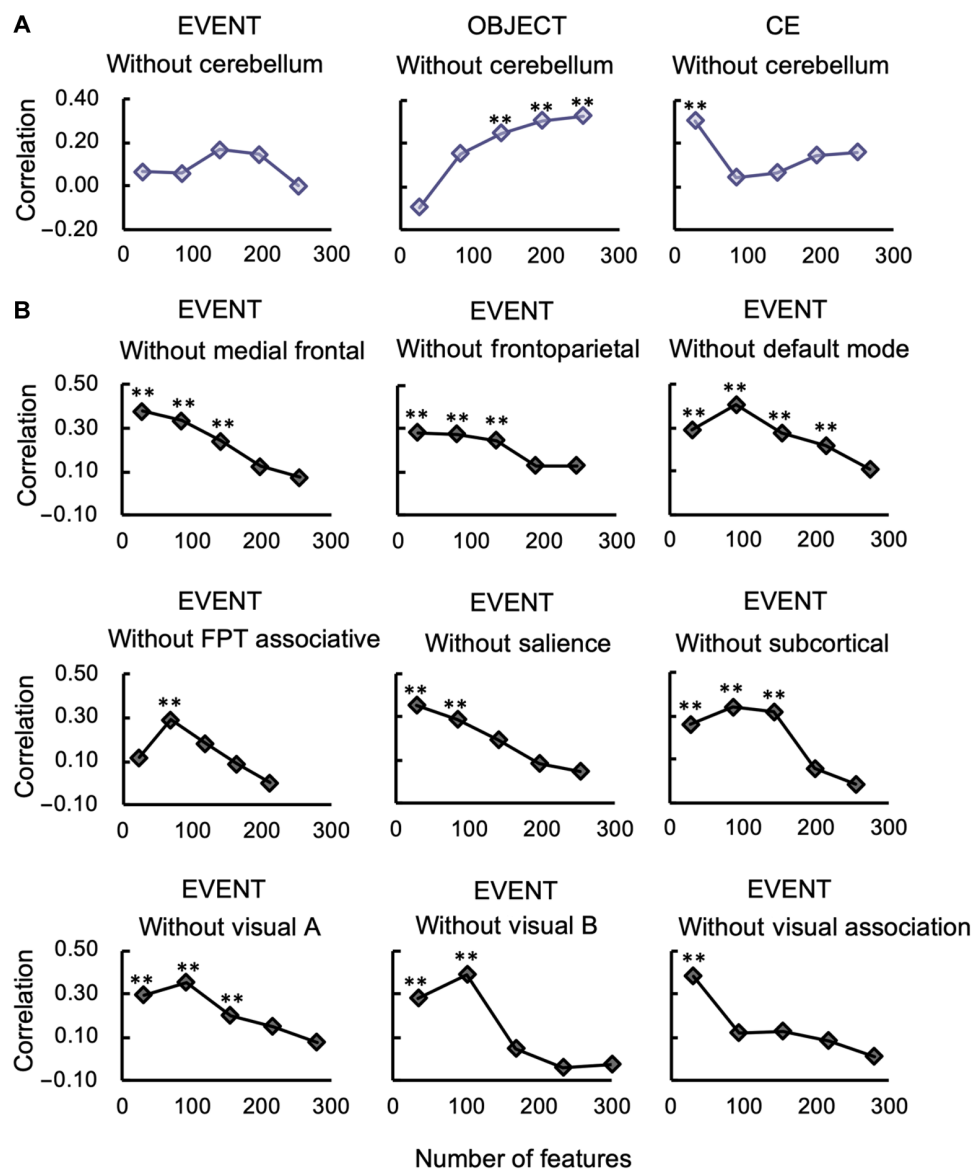 A
EVENT OBJECT CE
Without cerebellum Without cerebellum Without cerebellum
Correlation
0.40
0.20
0.00
−0.20
** ** ** **
0 100 200 300 0 100 200 300 0 100 200 300
B
EVENT EVENT EVENT
Without medial frontal Without frontoparietal Without default mode
Correlation
0.50
0.30
0.10
−0.10
** ** ** ** ** ** ** ** ** **
0 100 200 300 0 100 200 300 0 100 200 300
EVENT EVENT EVENT
Without FPT associative Without salience Without subcortical
Correlation
0.50
0.30
0.10
−0.10
** ** ** ** ** **
0 100 200 300 0 100 200 300 0 100 200 300
EVENT EVENT EVENT
Without visual A Without visual B Without visual association
Correlation
0.50
0.30
0.10
−0.10
** ** ** ** ** **
0 100 200 300 0 100 200 300 0 100 200 300
Number of features